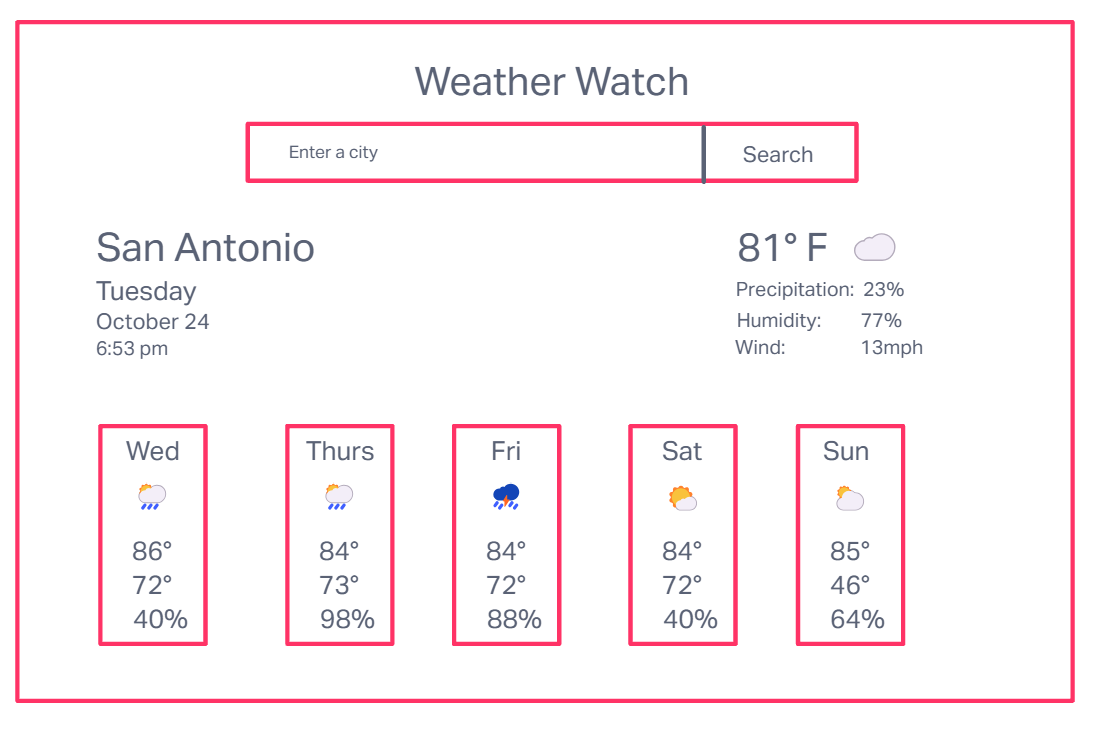 Weather Watch
Enter a city Search
San Antonio
Tuesday
October 24
6:53 pm
81° F
Precipitation: 23%
Humidity: 77%
Wind: 13mph
Wed
86°
72°
40%
Thurs
84°
73°
98%
Fri
84°
72°
88%
Sat
84°
72°
40%
Sun
85°
46°
64%